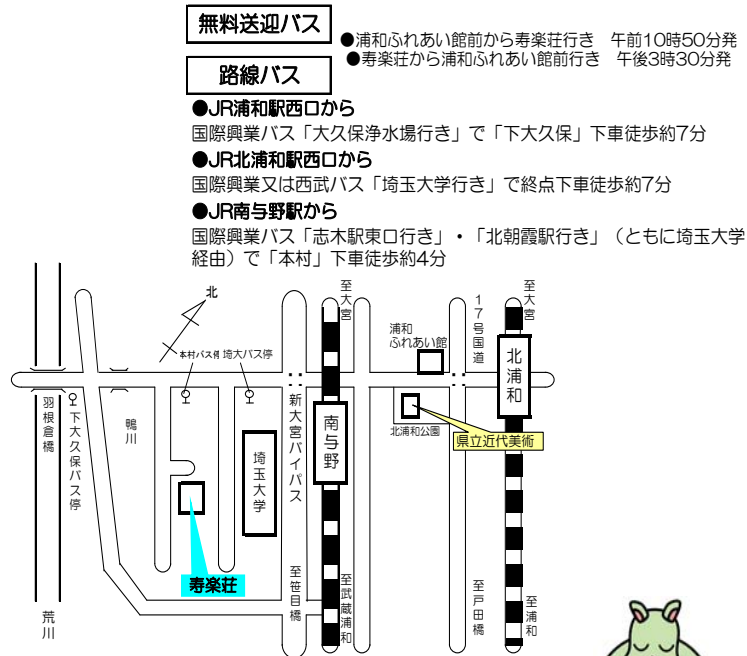 無料送迎バス
●浦和ふれあい館前から寿楽荘行き　午前10時50分発
●寿楽荘から浦和ふれあい館前行き　午後3時30分発
路線バス
●JR浦和駅西口から
国際興業バス「大久保浄水場行き」で「下大久保」下車徒歩約7分
●JR北浦和駅西口から
国際興業又は西武バス「埼玉大学行き」で終点下車徒歩約7分
●JR南与野駅から
国際興業バス「志木駅東口行き」・「北朝霞駅行き」（ともに埼玉大学
経由）で「本村」下車徒歩約4分
北
至大宮
17号国道
至大宮
浦和
ふれあい館
本村バス停
埼大バス停
北浦和
羽根倉橋
下大久保バス停
鴨川
新大宮バイパス
南与野
北浦和公園
県立近代美術
埼玉大学
寿楽荘
至笹目橋
至武蔵浦和
至戸田橋
至浦和
荒川